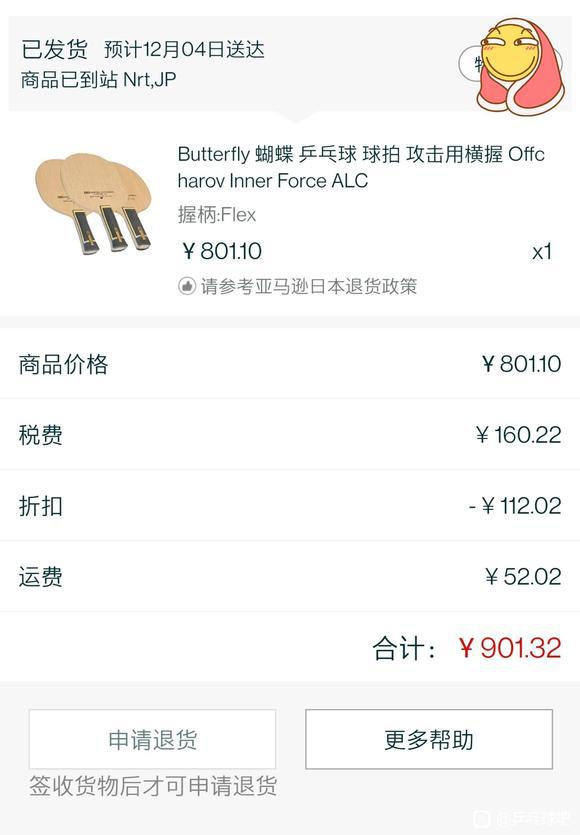 已发货 预计12月04日送达
商品已到站 Nrt,JP
Butterfly 蝴蝶 乒乓球 球拍 攻击用横握 Offc
harov Inner Force ALC
握柄:Flex
￥801.10 x1
请参考亚马逊日本退货政策
商品价格 ￥801.10
税费 ￥160.22
折扣 -￥112.02
运费 ￥52.02
合计: ￥901.32
申请退货 更多帮助
签收货物后才可申请退货